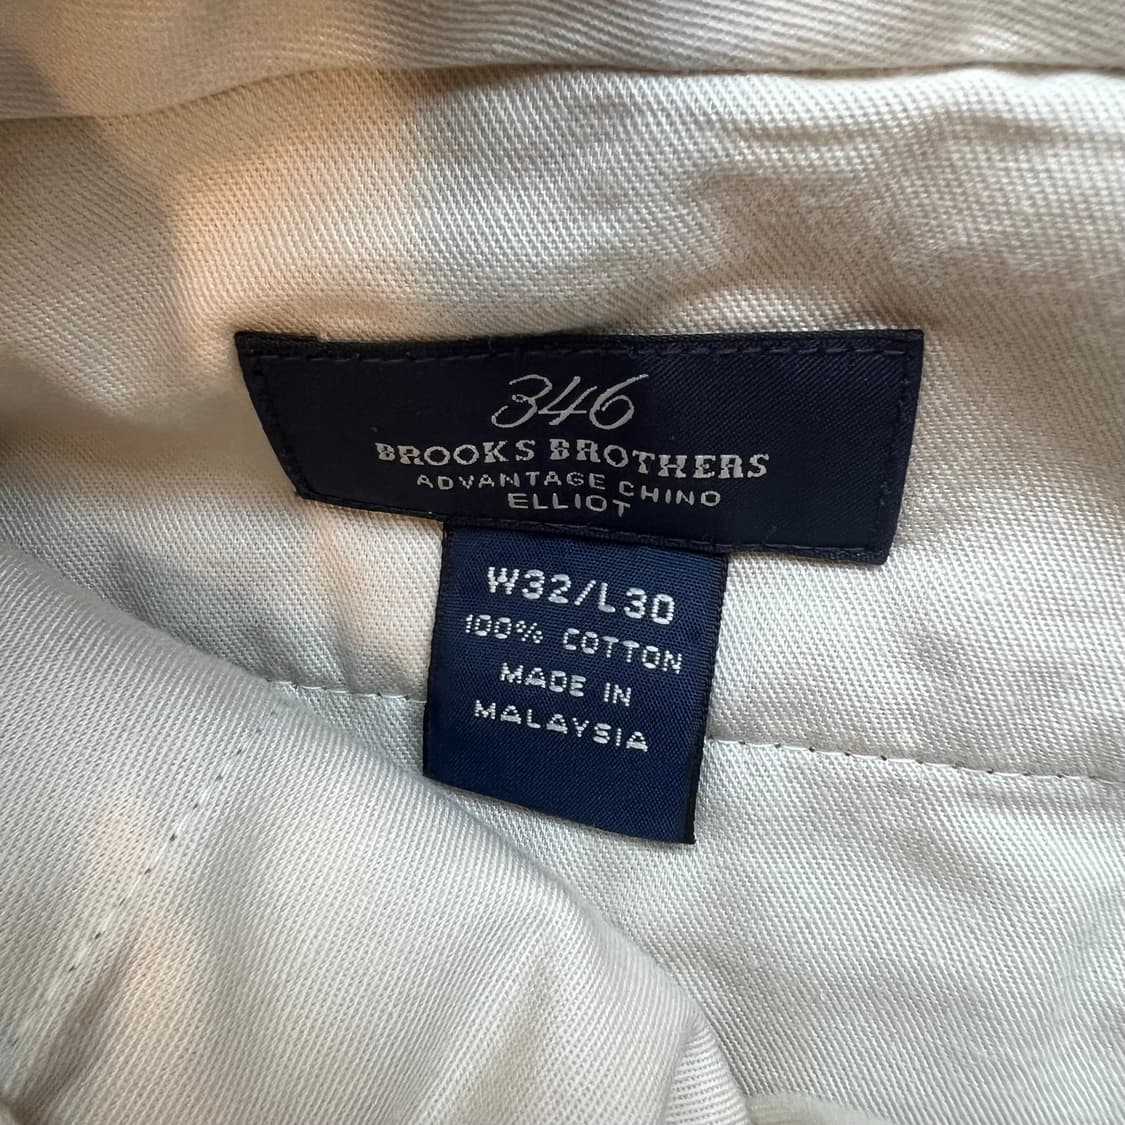 346
BROOKS BROTHERS
ADVANTAGE CHINO
ELLIOT
W32/L30
100% COTTON
MADE IN
MALAYSIA